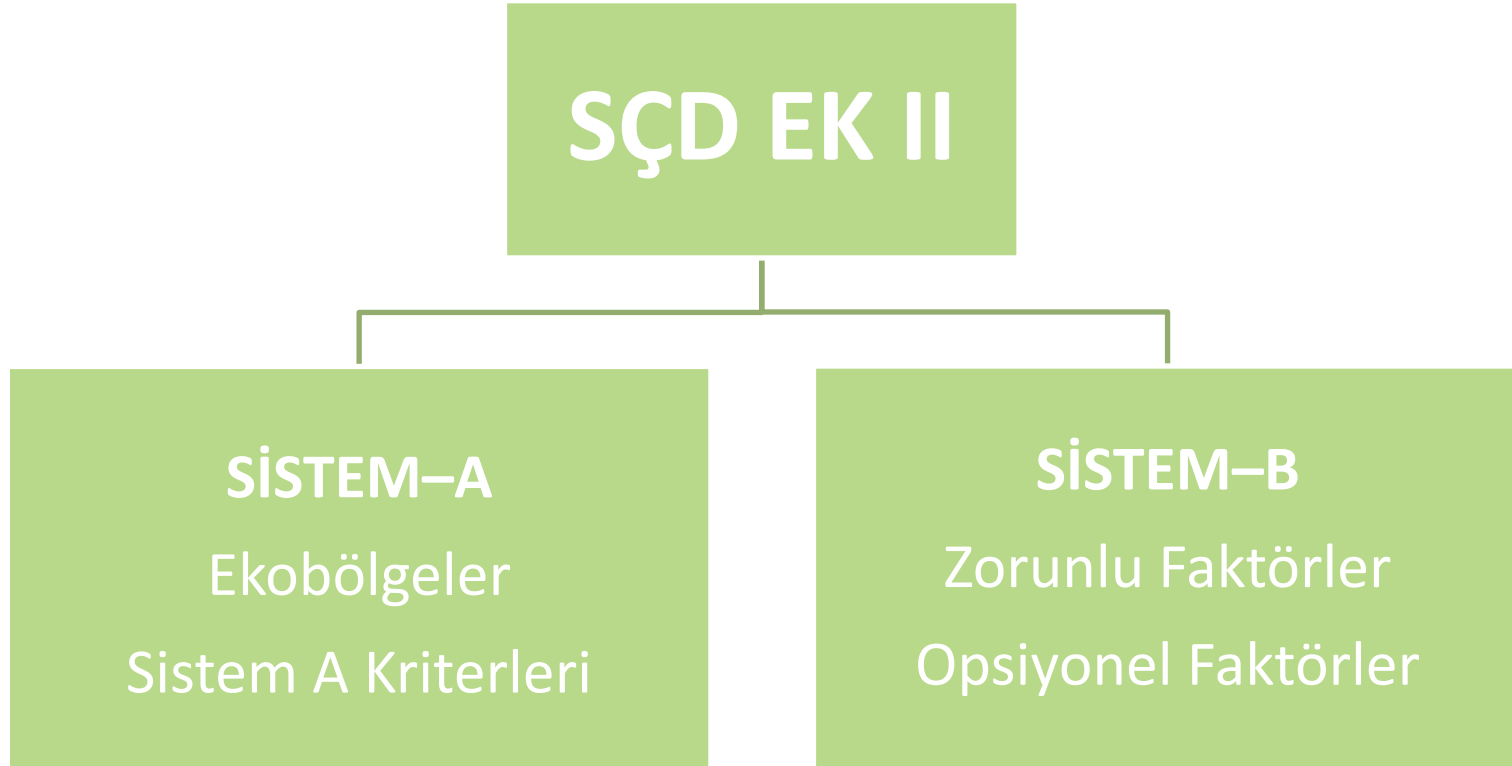 SÇD EK II
SİSTEM–A
Ekobölgeler
Sistem A Kriterleri
SİSTEM–B
Zorunlu Faktörler
Opsiyonel Faktörler